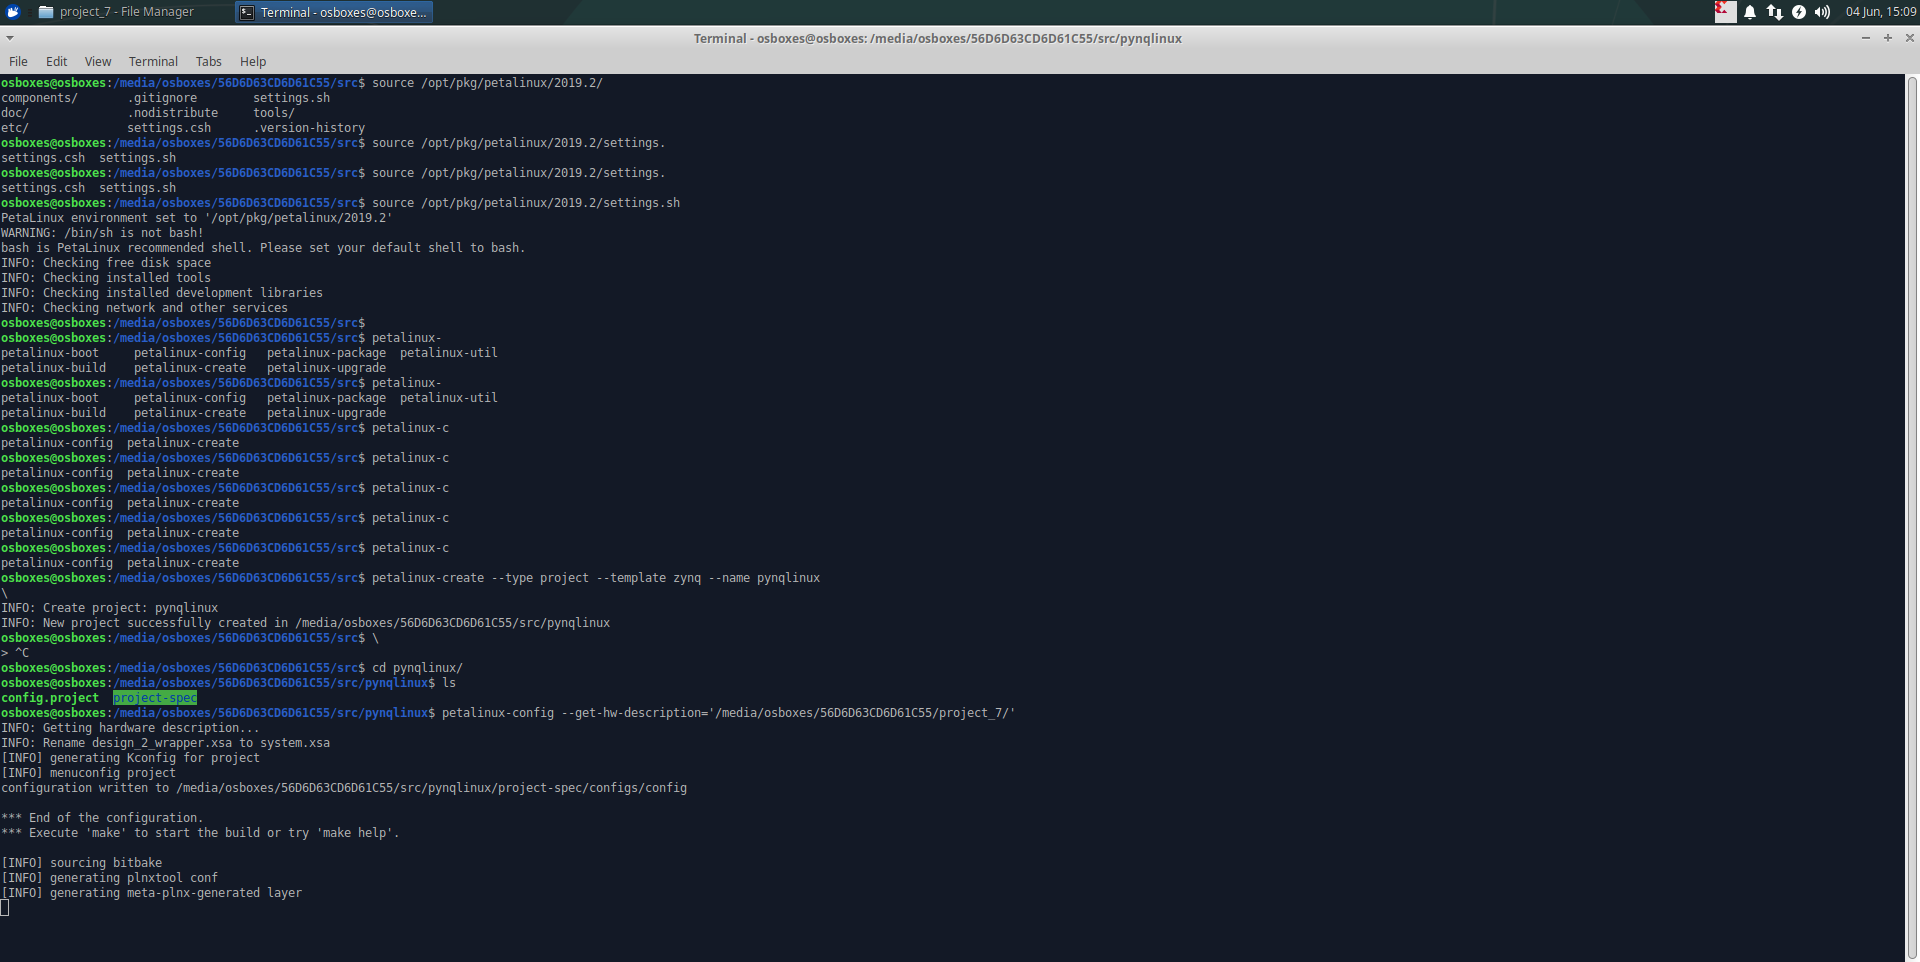 project_7 - File Manager
Terminal - osboxes@osboxe...
04 Jun, 15:09
Terminal - osboxes@osboxes: /media/osboxes/56D6D63CD6D61C55/src/pynqlinux
File Edit View Terminal Tabs Help
osboxes@osboxes:/media/osboxes/56D6D63CD6D61C55/src$ source /opt/pkg/petalinux/2019.2/
components/ .gitignore settings.sh
doc/ .nodistribute tools/
etc/ settings.csh .version-history
osboxes@osboxes:/media/osboxes/56D6D63CD6D61C55/src$ source /opt/pkg/petalinux/2019.2/settings.
settings.csh settings.sh
osboxes@osboxes:/media/osboxes/56D6D63CD6D61C55/src$ source /opt/pkg/petalinux/2019.2/settings.
settings.csh settings.sh
osboxes@osboxes:/media/osboxes/56D6D63CD6D61C55/src$ source /opt/pkg/petalinux/2019.2/settings.sh
PetaLinux environment set to '/opt/pkg/petalinux/2019.2'
WARNING: /bin/sh is not bash!
bash is PetaLinux recommended shell. Please set your default shell to bash.
INFO: Checking free disk space
INFO: Checking installed tools
INFO: Checking installed development libraries
INFO: Checking network and other services
osboxes@osboxes:/media/osboxes/56D6D63CD6D61C55/src$
osboxes@osboxes:/media/osboxes/56D6D63CD6D61C55/src$ petalinux-
petalinux-boot petalinux-config petalinux-package petalinux-util
petalinux-build petalinux-create petalinux-upgrade
osboxes@osboxes:/media/osboxes/56D6D63CD6D61C55/src$ petalinux-
petalinux-boot petalinux-config petalinux-package petalinux-util
petalinux-build petalinux-create petalinux-upgrade
osboxes@osboxes:/media/osboxes/56D6D63CD6D61C55/src$ petalinux-c
petalinux-config petalinux-create
osboxes@osboxes:/media/osboxes/56D6D63CD6D61C55/src$ petalinux-c
petalinux-config petalinux-create
osboxes@osboxes:/media/osboxes/56D6D63CD6D61C55/src$ petalinux-c
petalinux-config petalinux-create
osboxes@osboxes:/media/osboxes/56D6D63CD6D61C55/src$ petalinux-c
petalinux-config petalinux-create
osboxes@osboxes:/media/osboxes/56D6D63CD6D61C55/src$ petalinux-c
petalinux-config petalinux-create
osboxes@osboxes:/media/osboxes/56D6D63CD6D61C55/src$ petalinux-create --type project --template zynq --name pynqlinux
\
INFO: Create project: pynqlinux
INFO: New project successfully created in /media/osboxes/56D6D63CD6D61C55/src/pynqlinux
osboxes@osboxes:/media/osboxes/56D6D63CD6D61C55/src$ \
> ^C
osboxes@osboxes:/media/osboxes/56D6D63CD6D61C55/src$ cd pynqlinux/
osboxes@osboxes:/media/osboxes/56D6D63CD6D61C55/src/pynqlinux$ ls
config.project project-spec
osboxes@osboxes:/media/osboxes/56D6D63CD6D61C55/src/pynqlinux$ petalinux-config --get-hw-description='/media/osboxes/56D6D63CD6D61C55/project_7/'
INFO: Getting hardware description...
INFO: Rename design_2_wrapper.xsa to system.xsa
[INFO] generating Kconfig for project
[INFO] menuconfig project
configuration written to /media/osboxes/56D6D63CD6D61C55/src/pynqlinux/project-spec/configs/config
*** End of the configuration.
*** Execute 'make' to start the build or try 'make help'.
[INFO] sourcing bitbake
[INFO] generating plnxtool conf
[INFO] generating meta-plnx-generated layer